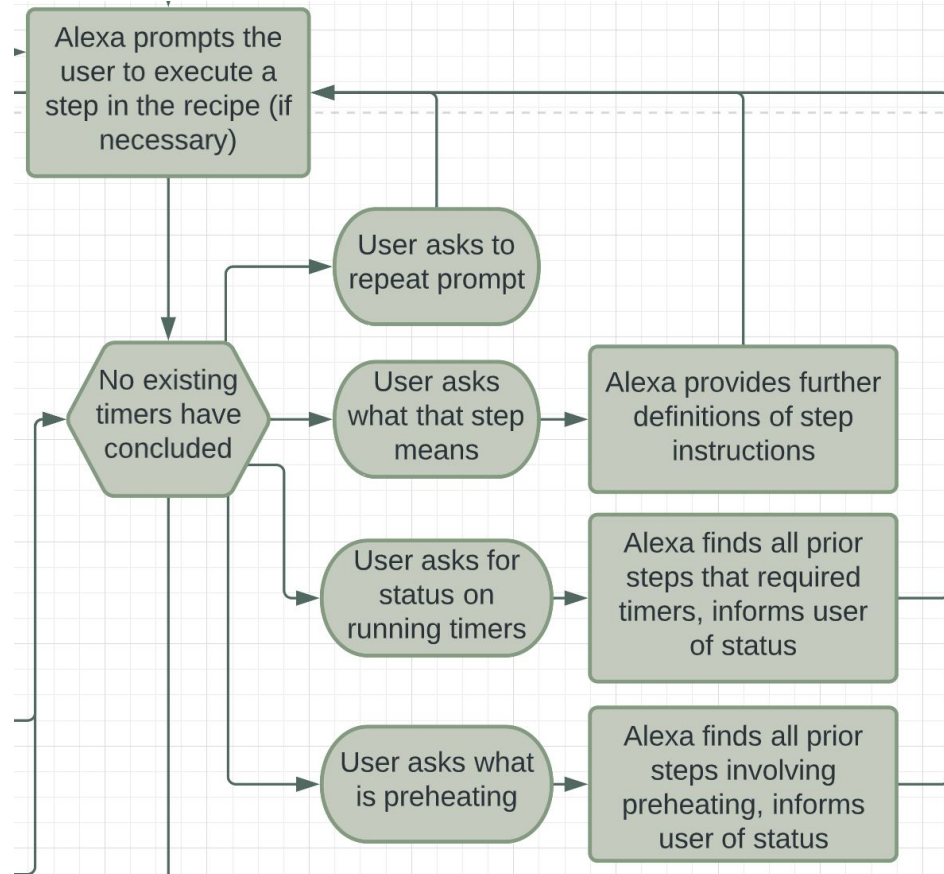 Alexa prompts the
user to execute a
step in the recipe (if
necessary)
User asks to
repeat prompt
No existing
timers have
concluded
User asks
what that step
means
Alexa provides further
definitions of step
instructions
User asks for
status on
running timers
Alexa finds all prior
steps that required
timers, informs user
of status
User asks what
is preheating
Alexa finds all prior
steps involving
preheating, informs
user of status